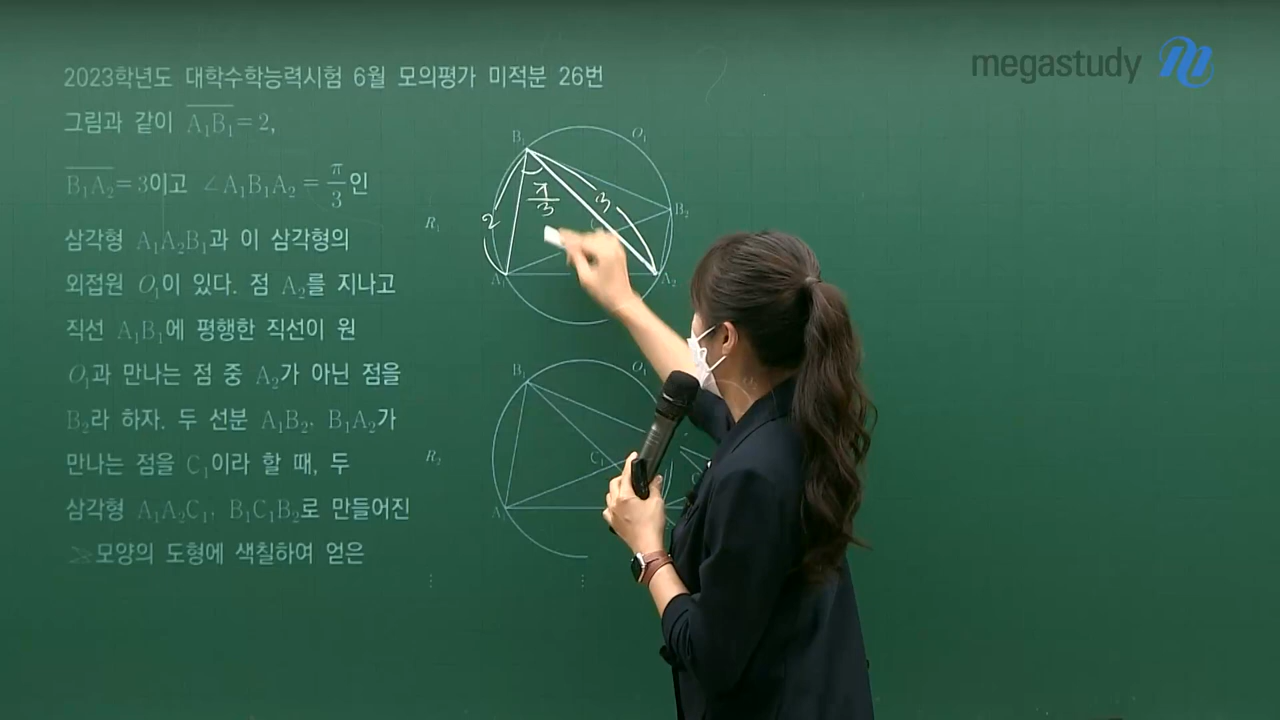 megastudy
2023학년도 대학수학능력시험 6월 모의평가 미적분 26번
그림과 같이 A₁B₁=2,
B₁A₂=3이고 ∠A₁B₁A₂=π/3인
삼각형 A₁A₂B₁과 이 삼각형의
외접원 O₁이 있다. 점 A₂를 지나고
직선 A₁B₁에 평행한 직선이 원
O₁과 만나는 점 중 A₂가 아닌 점을
B₂라 하자. 두 선분 A₁B₂, B₁A₂가
만나는 점을 C₁이라 할 때, 두
삼각형 A₁A₂C₁, B₁C₁B₂로 만들어진
모양의 도형에 색칠하여 얻은
R₁
B₁
O₁
π/3
3
2
B₂
A₁
A₂
R₂
B₁
O₁
C₁
A₁
⋮
⋮